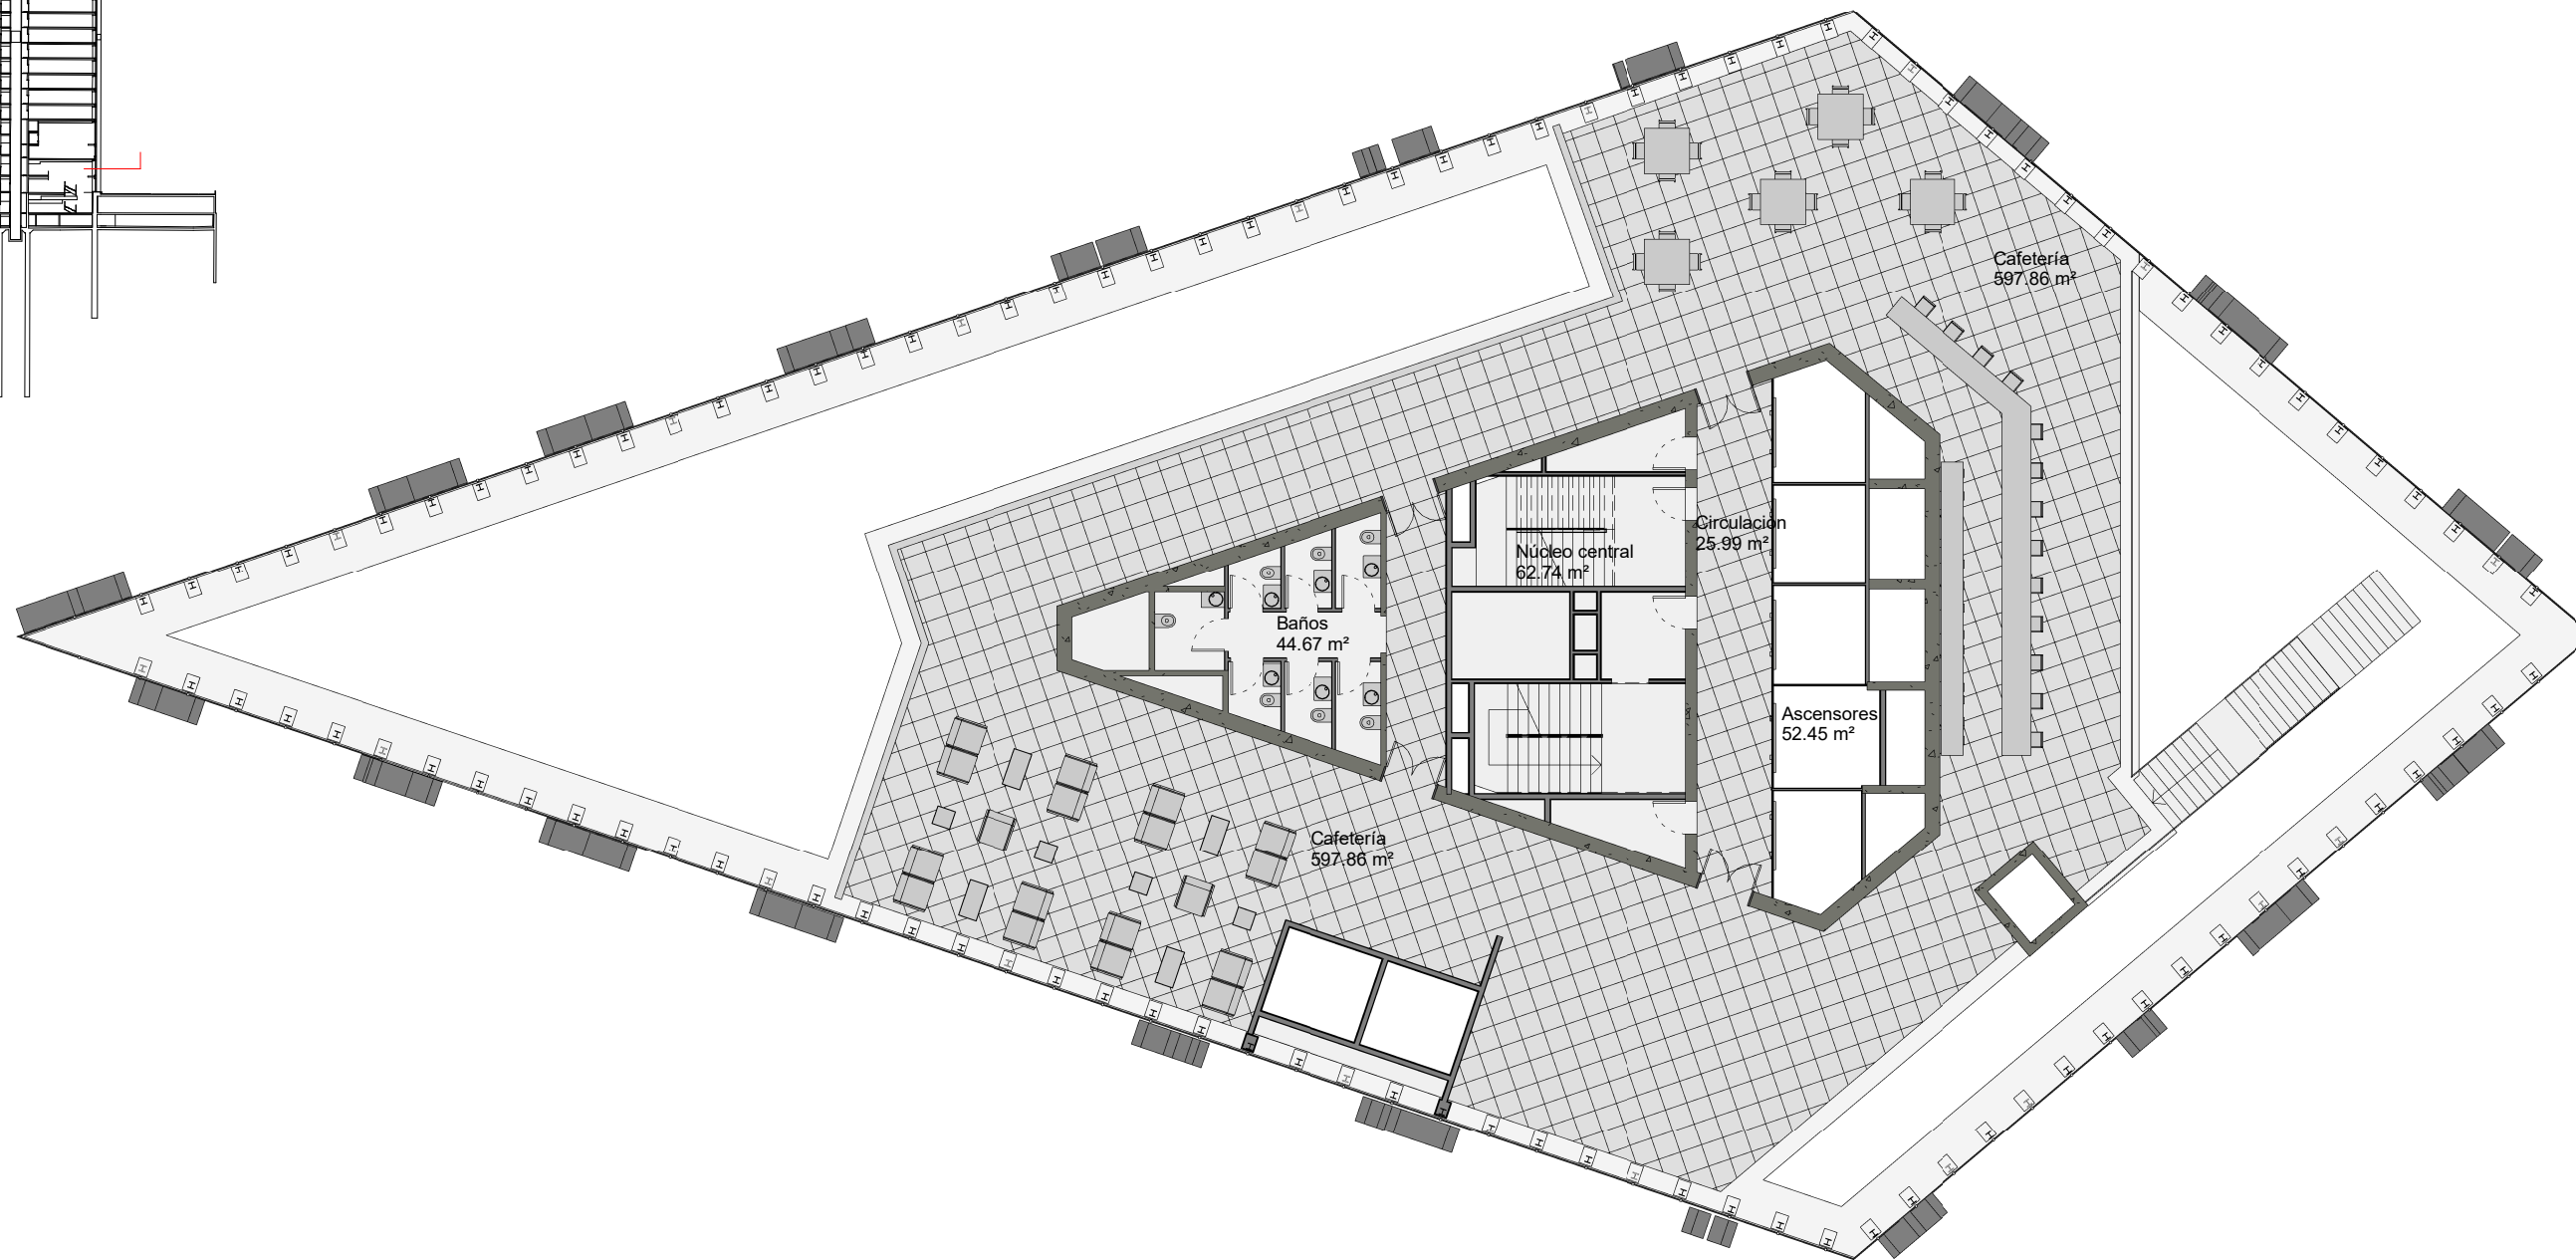 Cafetería
597.86 m²
Circulación
25.99 m²
Núcleo central
62.74 m²
Baños
44.67 m²
Ascensores
52.45 m²
Cafetería
597.86 m²